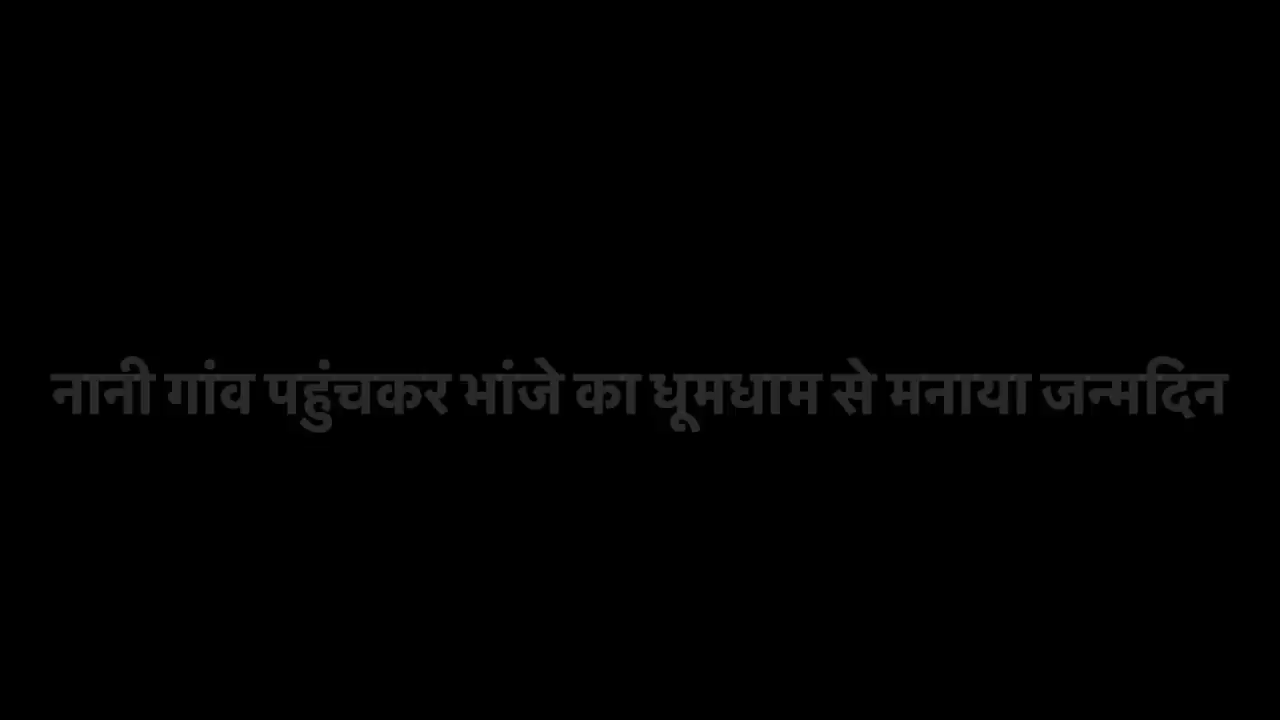 नानी गांव पहुंचकर भांजे का धूमधाम से मनाया जन्मदिन